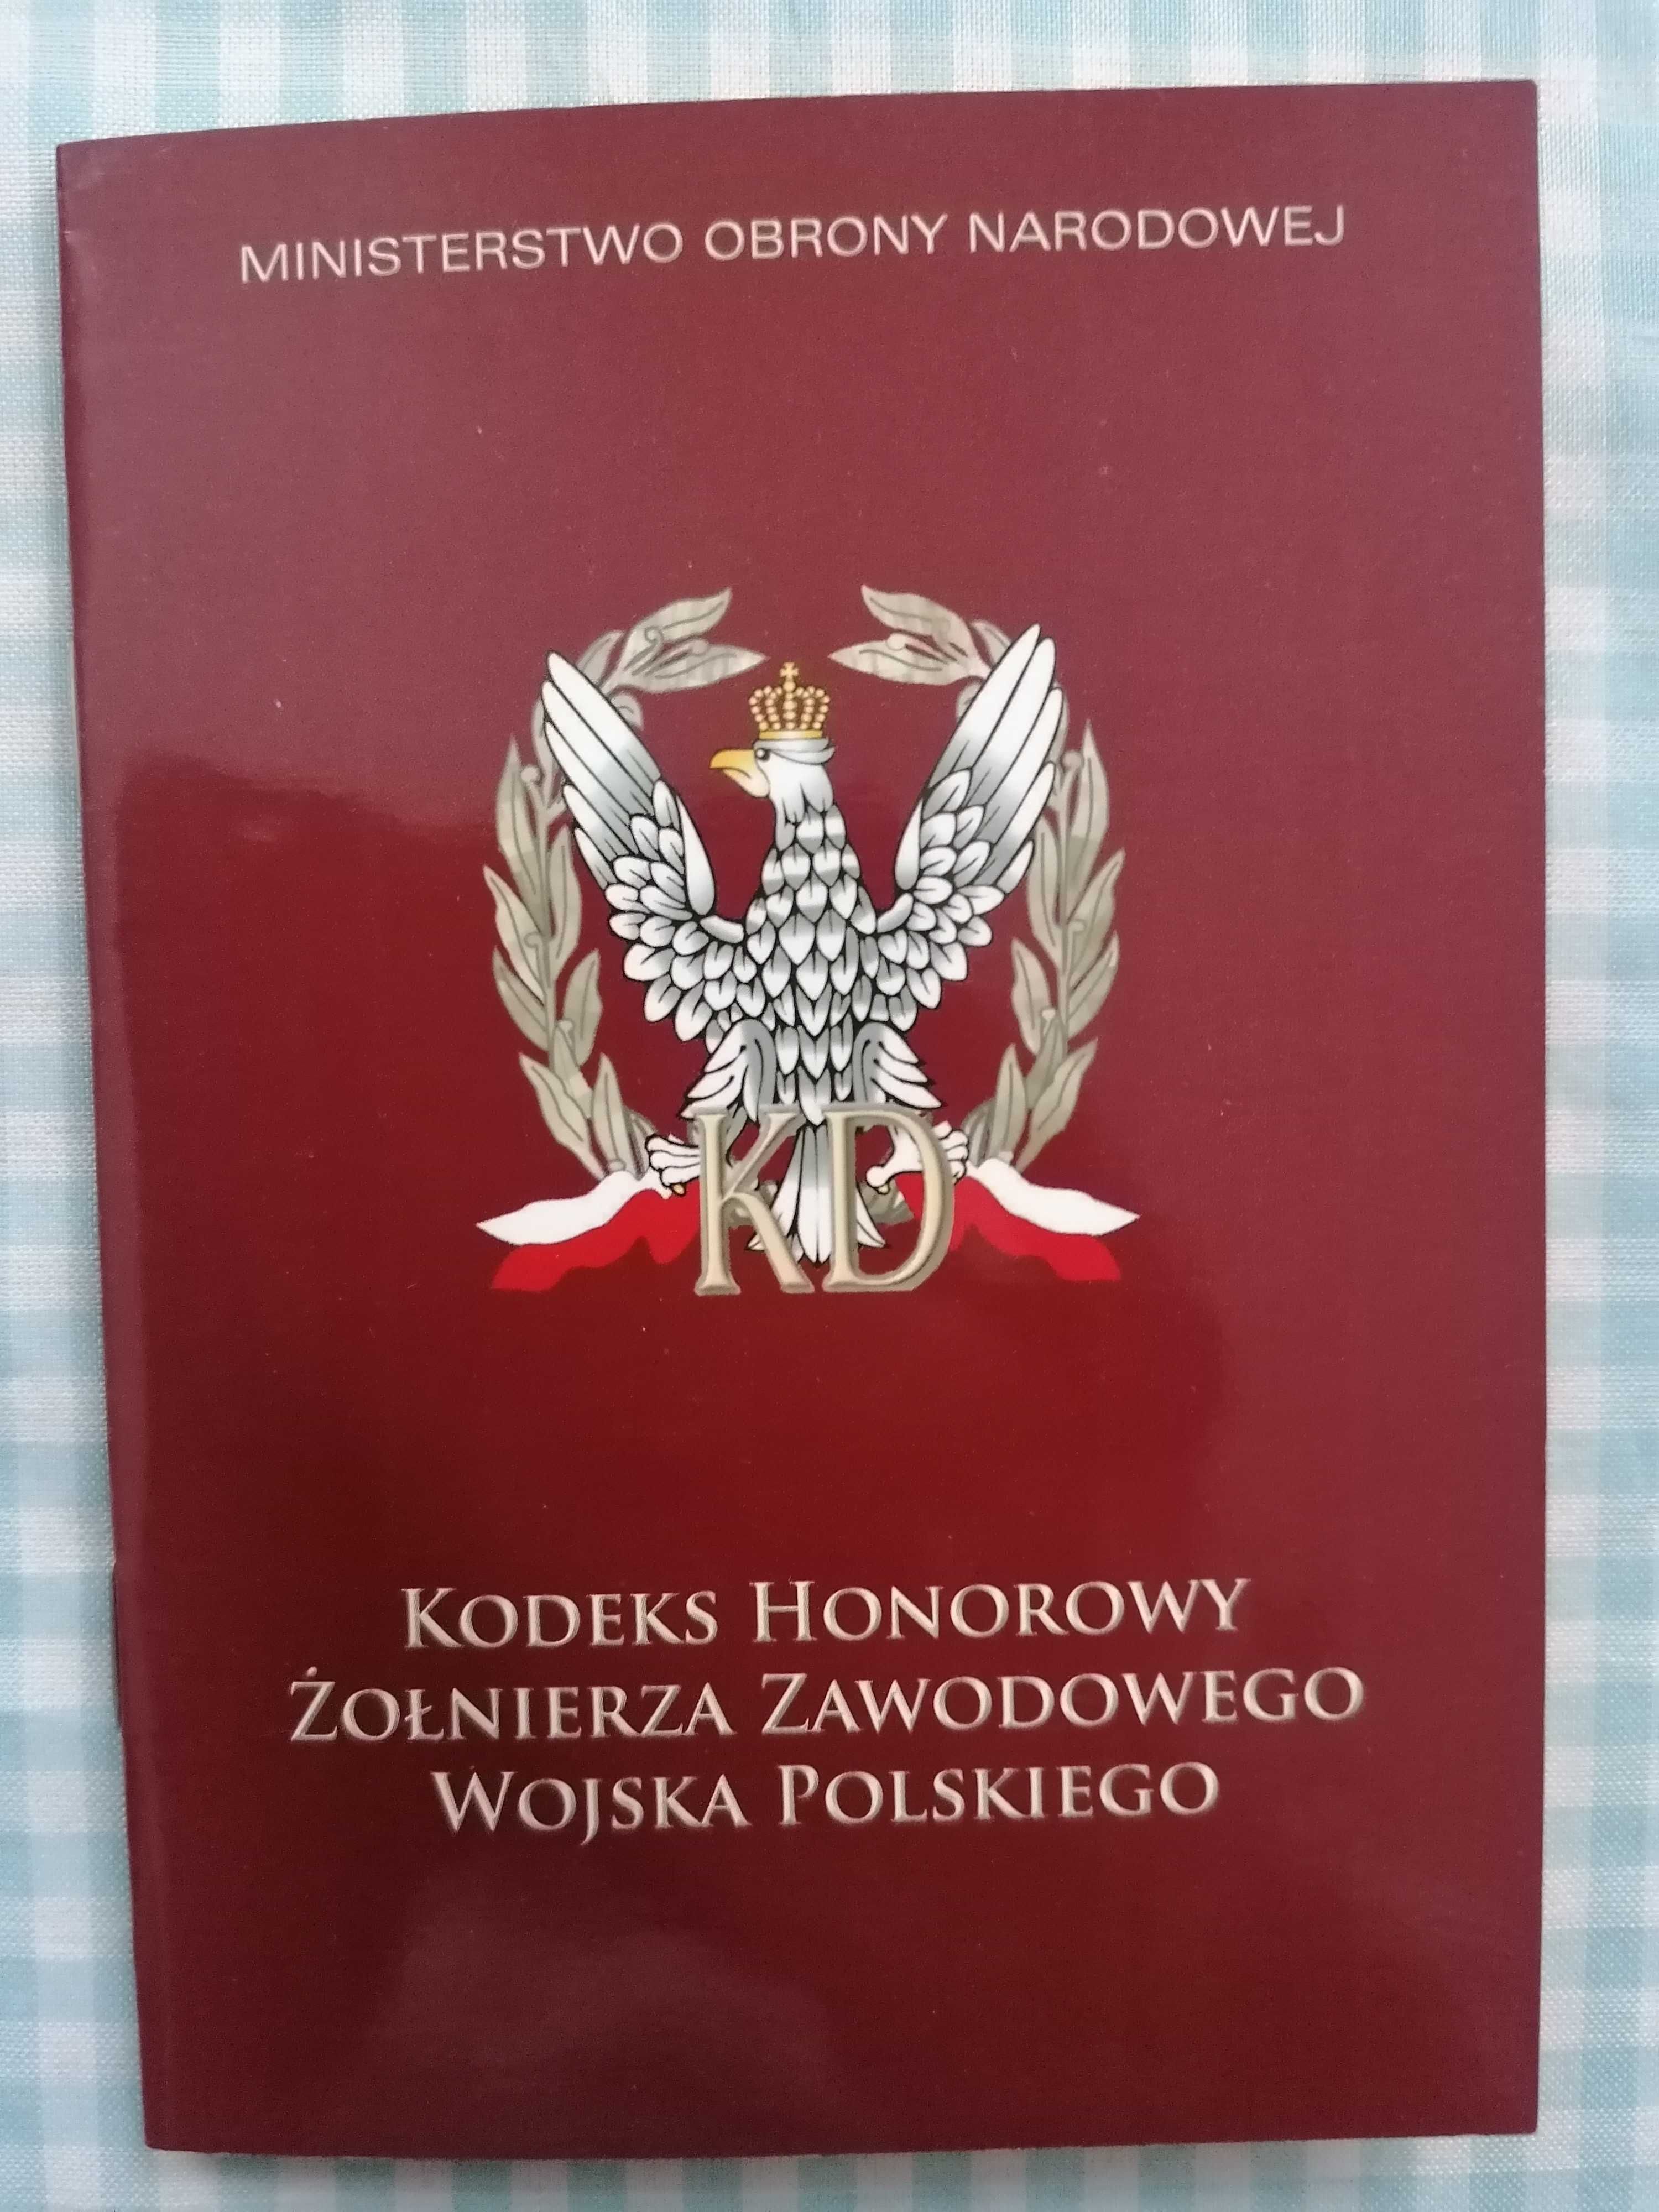 MINISTERSTWO OBRONY NARODOWEJ
KD
KODEKS HONOROWY
ŻOŁNIERZA ZAWODOWEGO
WOJSKA POLSKIEGO